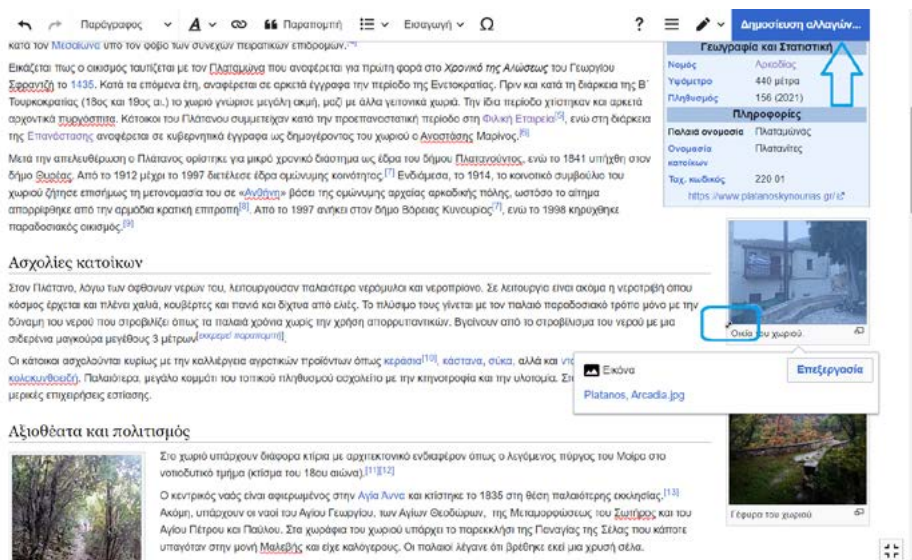 Παράγραφος
A
Παραπομπή
Εισαγωγή
Ω
?
Δημοσίευση αλλαγών...
κατά τον Μεσαίωνα υπό τον φόβο των συνεχών πειρατικών επιδρομών.
Εικάζεται πως ο οικισμός ταυτίζεται με τον Πλαταμώνα που αναφέρεται για πρώτη φορά στο Χρονικό της Αλώσεως του Γεωργίου
Σφραντζή το 1435. Κατά τα επόμενα έτη, αναφέρεται σε αρκετά έγγραφα την περίοδο της Ενετοκρατίας. Πριν και κατά τη διάρκεια της Β΄
Τουρκοκρατίας (18ος και 19ος αι.) το χωριό γνώρισε μεγάλη ακμή, μαζί με άλλα γειτονικά χωριά. Την ίδια περίοδο χτίστηκαν και αρκετά
αρχοντικά πυργόσπιτα. Κάτοικοι του Πλάτανου συμμετείχαν κατά την προεπαναστατική περίοδο στη Φιλική Εταιρεία[5], ενώ στη διάρκεια
της Επανάστασης αναφέρεται σε κυβερνητικά έγγραφα ως δημογέροντας του χωριού ο Αναστάσης Μαρίνος.[6]
Μετά την απελευθέρωση ο Πλάτανος ορίστηκε για μικρό χρονικό διάστημα ως έδρα του δήμου Πλατανούντος, ενώ το 1841 υπήχθη στον
δήμο Θυρέας. Από το 1912 μέχρι το 1997 διετέλεσε έδρα ομώνυμης κοινότητας.[7] Ενδιάμεσα, το 1914, το κοινοτικό συμβούλιο του
χωριού ζήτησε επισήμως τη μετονομασία του σε «Ανθήνη» βάσει της ομώνυμης αρχαίας αρκαδικής πόλης, ωστόσο το αίτημα
απορρίφθηκε από την αρμόδια κρατική επιτροπή[8]. Από το 1997 ανήκει στον δήμο Βόρειας Κυνουρίας[7], ενώ το 1998 κηρύχθηκε
παραδοσιακός οικισμός.[9]
Γεωγραφία και Στατιστική
Νομός Αρκαδίας
Υψόμετρο 440 μέτρα
Πληθυσμός 156 (2021)
Πληροφορίες
Παλαιά ονομασία Πλαταμώνας
Ονομασία κατοίκων Πλατανίτες
Ταχ. κωδικός 220 01
https://www.platanoskynourias.gr/
Ασχολίες κατοίκων
Στον Πλάτανο, λόγω των άφθονων νερών του, λειτουργούσαν παλαιότερα νερόμυλοι και νεροπρίονο. Σε λειτουργία είναι ακόμα η νεροτριβή όπου
κόσμος έρχεται και πλένει χαλιά, κουβέρτες και πανιά και δίχτυα από ελιές. Το πλύσιμο τους γίνεται με τον παλαιό παραδοσιακό τρόπο μόνο με την
δύναμη του νερού που στροβιλίζει όπως τα παλαιά χρόνια χωρίς την χρήση απορρυπαντικών. Βγαίνουν από το στροβίλισμα του νερού με μια
σιδερένια μαγκούρα μεγέθους 3 μέτρων[εκκρεμεί παραπομπή].
Οι κάτοικοι ασχολούνται κυρίως με την καλλιέργεια αγροτικών προϊόντων όπως κεράσια[10], κάστανα, σύκα, αλλά και
κολοκυνθοειδή. Παλαιότερα, μεγάλο κομμάτι του τοπικού πληθυσμού ασχολείτο με την κτηνοτροφία και την υλοτομία.
μερικές επιχειρήσεις εστίασης.
Οικία του χωριού.
Εικόνα
Επεξεργασία
Platanos, Arcadia.jpg
Αξιοθέατα και πολιτισμός
Στο χωριό υπάρχουν διάφορα κτίρια με αρχιτεκτονικό ενδιαφέρον όπως ο λεγόμενος πύργος του Μαίρα στο
νοτιοδυτικό τμήμα (κτίσμα του 18ου αιώνα).[11][12]
Ο κεντρικός ναός είναι αφιερωμένος στην Αγία Άννα και κτίστηκε το 1835 στη θέση παλαιότερης εκκλησίας.[13]
Ακόμη, υπάρχουν οι ναοί του Αγίου Γεωργίου, των Αγίων Θεοδώρων, της Μεταμορφώσεως του Σωτήρος και του
Αγίου Πέτρου και Παύλου. Στα χωράφια του χωριού υπάρχει το παρεκκλήσι της Παναγίας της Σέλας που κάποτε
υπαγόταν στην μονή Μαλεβής και είχε καλόγερους. Οι παλαιοί λέγανε ότι βρέθηκε εκεί μια χρυσή σέλα.
Γέφυρα του χωριού